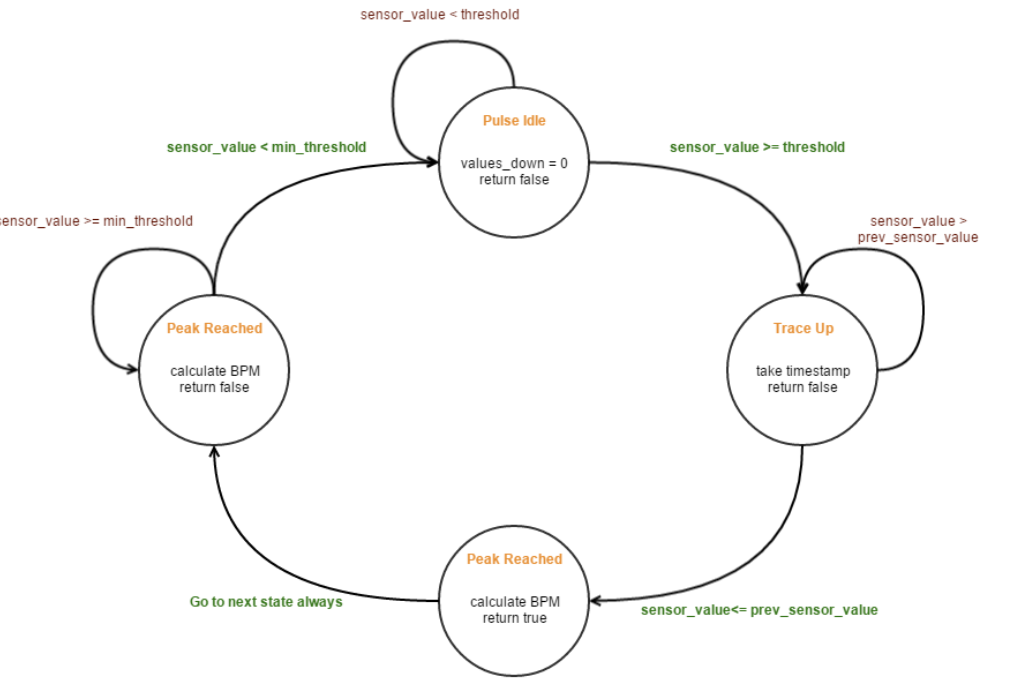 sensor_value < threshold
Pulse Idle
values_down = 0
return false
sensor_value < min_threshold
sensor_value >= threshold
ensor_value >= min_threshold
sensor_value >
prev_sensor_value
Peak Reached
calculate BPM
return false
Trace Up
take timestamp
return false
Peak Reached
calculate BPM
return true
Go to next state always
sensor_value<= prev_sensor_value